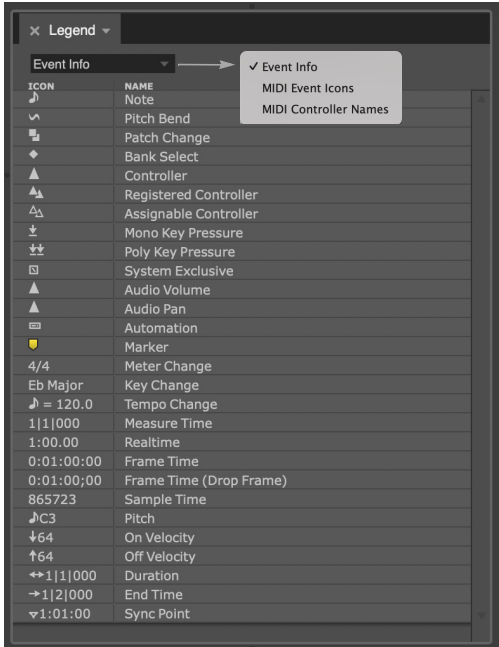 Legend
Event Info
✓ Event Info
MIDI Event Icons
MIDI Controller Names
ICON NAME
Note
Pitch Bend
Patch Change
Bank Select
Controller
Registered Controller
Assignable Controller
Mono Key Pressure
Poly Key Pressure
System Exclusive
Audio Volume
Audio Pan
Automation
Marker
4/4 Meter Change
Eb Major Key Change
♪ = 120.0 Tempo Change
1|1|000 Measure Time
1:00.00 Realtime
0:01:00:00 Frame Time
0:01:00;00 Frame Time (Drop Frame)
865723 Sample Time
♪C3 Pitch
↓64 On Velocity
↑64 Off Velocity
↔1|1|000 Duration
→1|2|000 End Time
▽1:01:00 Sync Point